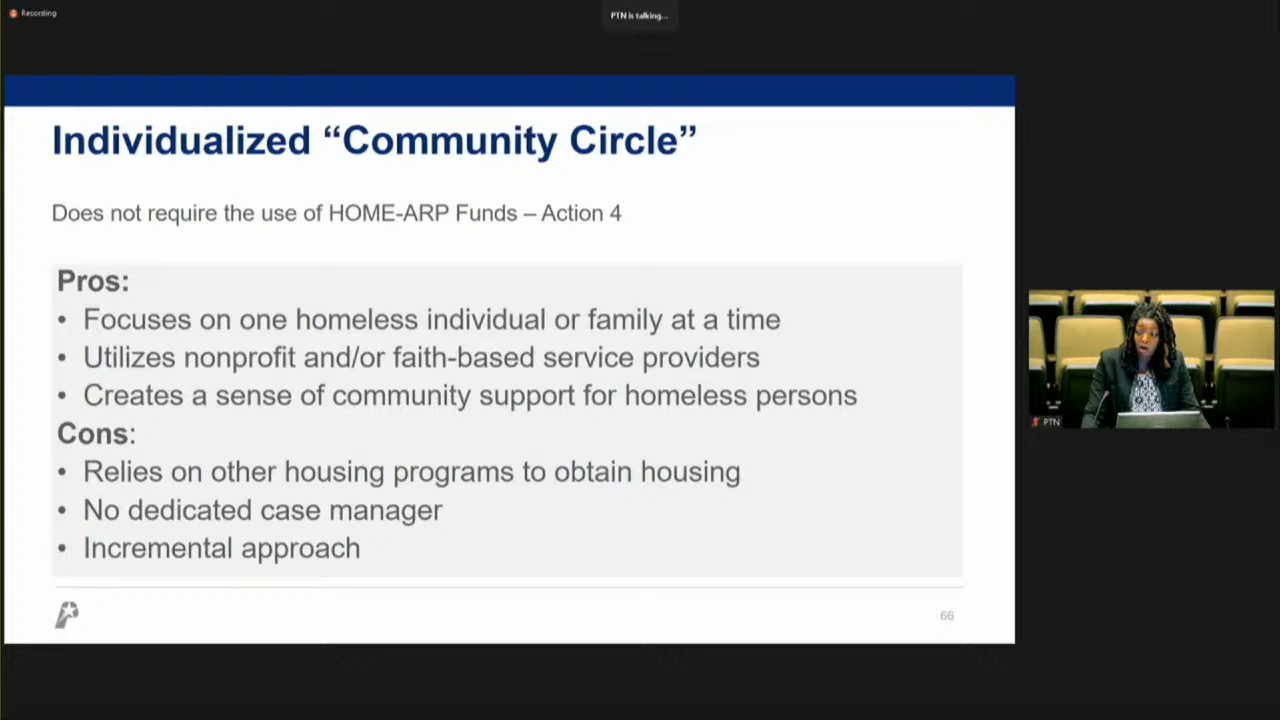 Recording
PTN is talking...
Individualized “Community Circle”
Does not require the use of HOME-ARP Funds – Action 4
Pros:
• Focuses on one homeless individual or family at a time
• Utilizes nonprofit and/or faith-based service providers
• Creates a sense of community support for homeless persons
Cons:
• Relies on other housing programs to obtain housing
• No dedicated case manager
• Incremental approach
66
PTN